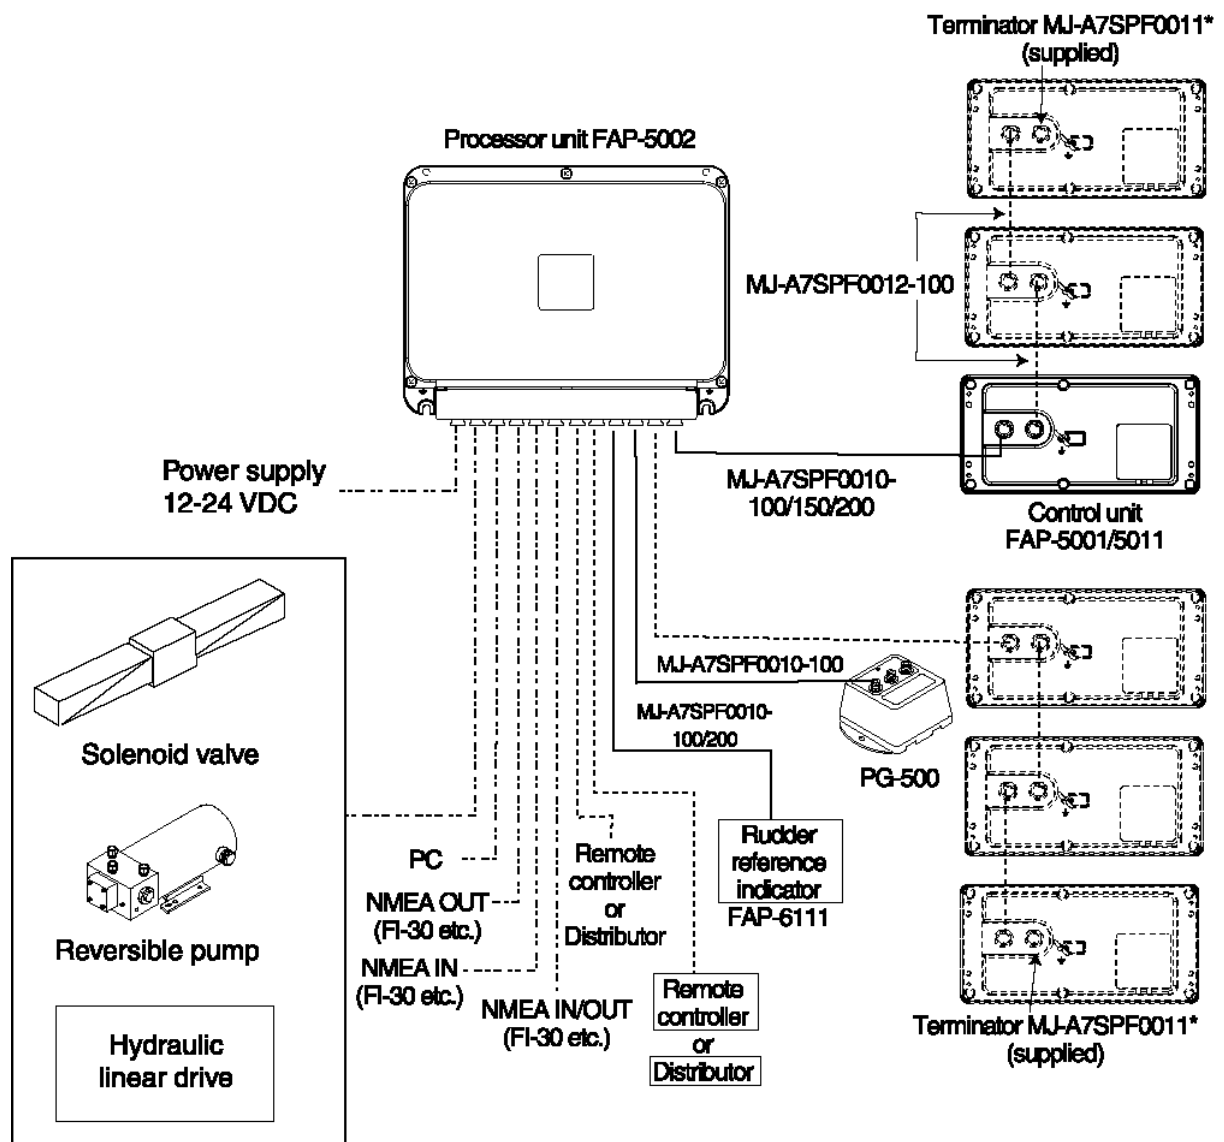 Terminator MJ-A7SPF0011*
(supplied)
Processor unit FAP-5002
MJ-A7SPF0012-100
Power supply
12-24 VDC
MJ-A7SPF0010-
100/150/200
Control unit
FAP-5001/5011
MJ-A7SPF0010-100
MJ-A7SPF0010-
100/200
PG-500
Solenoid valve
Reversible pump
Hydraulic
linear drive
PC
NMEA OUT
(FI-30 etc.)
NMEA IN
(FI-30 etc.)
NMEA IN/OUT
(FI-30 etc.)
Remote
controller
or
Distributor
Remote
controller
or
Distributor
Rudder
reference
indicator
FAP-6111
Terminator MJ-A7SPF0011*
(supplied)